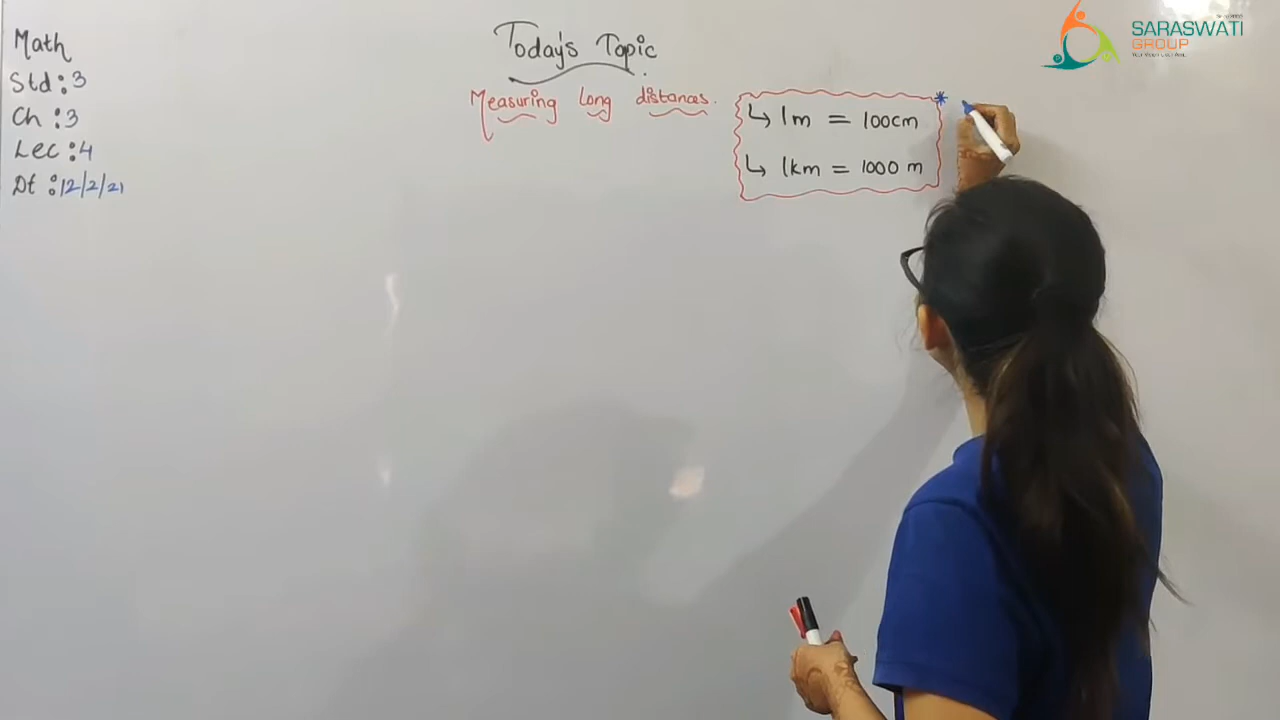 Math
Std : 3
Ch : 3
Lec : 4
Dt : 12/2/21
Today's Topic
Measuring long distances.
↳ 1m = 100cm
↳ 1km = 1000 m
*
SARASWATI
GROUP